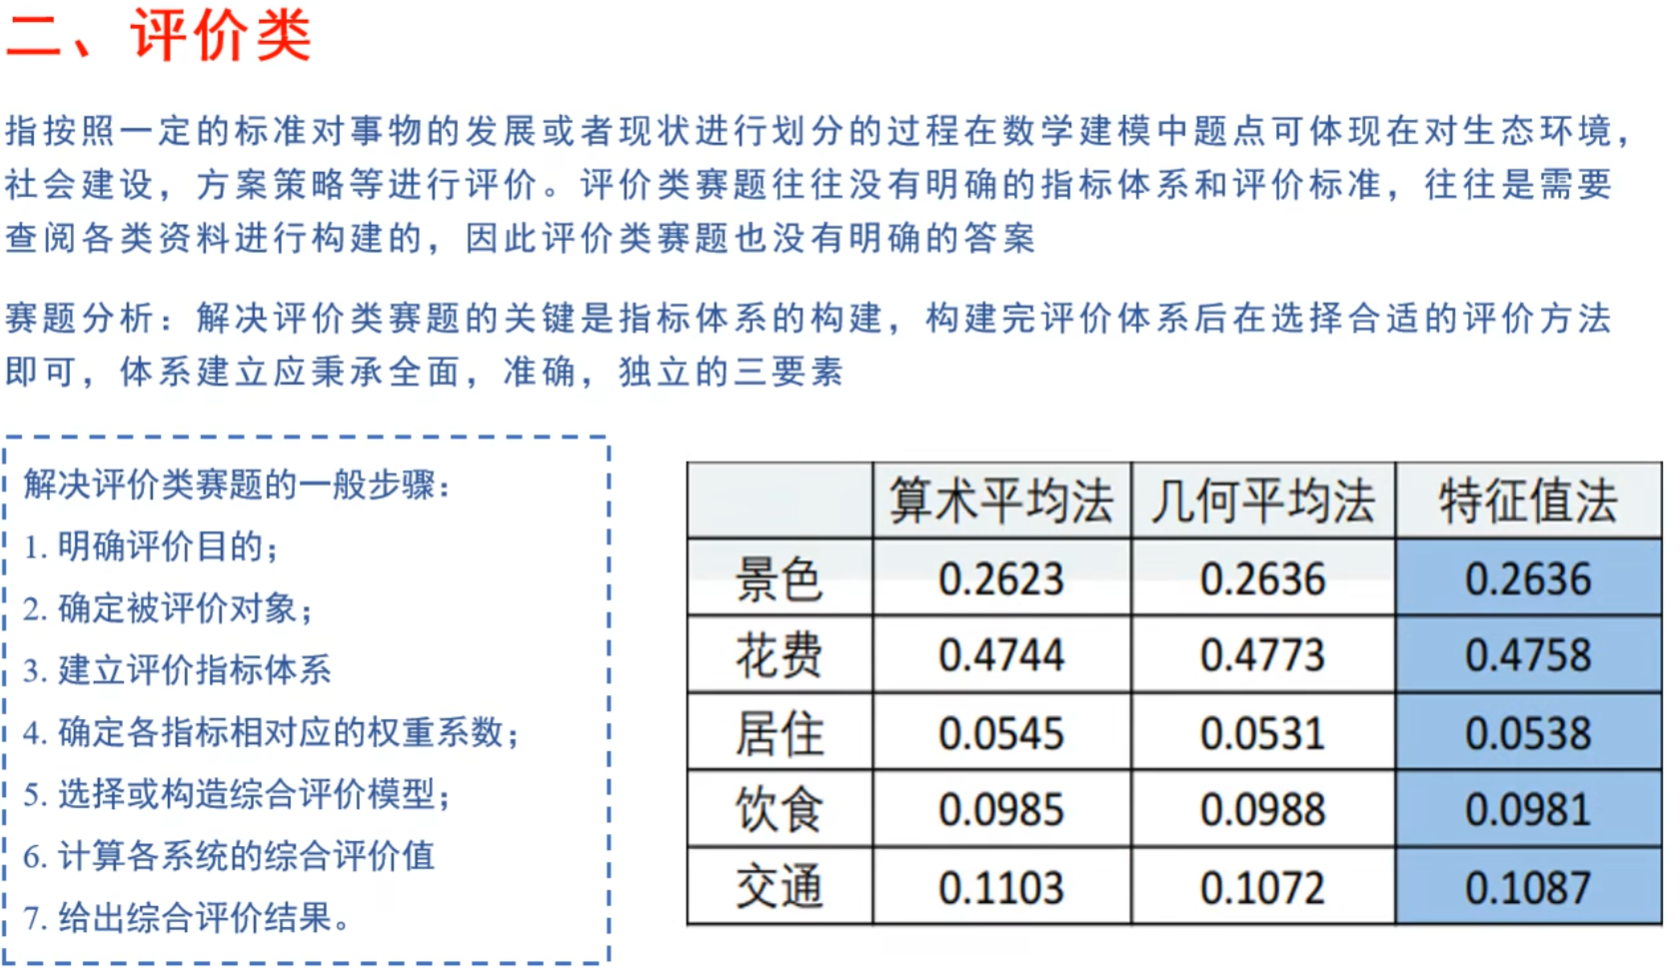 二、评价类
指按照一定的标准对事物的发展或者现状进行划分的过程在数学建模中题点可体现在对生态环境，
社会建设，方案策略等进行评价。评价类赛题往往没有明确的指标体系和评价标准，往往是需要
查阅各类资料进行构建的，因此评价类赛题也没有明确的答案
赛题分析：解决评价类赛题的关键是指标体系的构建，构建完评价体系后在选择合适的评价方法
即可，体系建立应秉承全面，准确，独立的三要素
解决评价类赛题的一般步骤：
1. 明确评价目的；
2. 确定被评价对象；
3. 建立评价指标体系
4. 确定各指标相对应的权重系数；
5. 选择或构造综合评价模型；
6. 计算各系统的综合评价值
7. 给出综合评价结果。
算术平均法 几何平均法 特征值法
景色 0.2623 0.2636 0.2636
花费 0.4744 0.4773 0.4758
居住 0.0545 0.0531 0.0538
饮食 0.0985 0.0988 0.0981
交通 0.1103 0.1072 0.1087